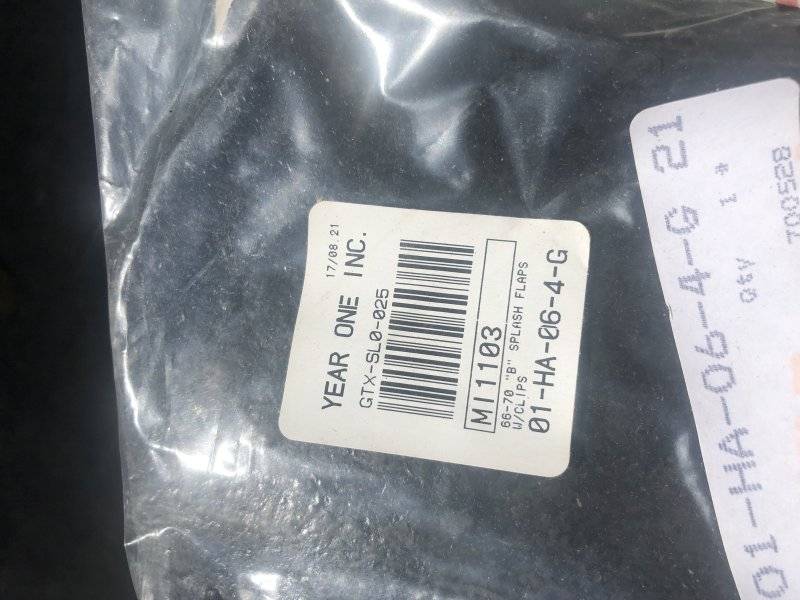 17/08.21
YEAR ONE INC.
GTX-SL0-025
MI1103
66-70 "B" SPLASH FLAPS
W/CLIPS
01-HA-06-4-G
01-HA-06-4-G 21
Qty 1 *
700528